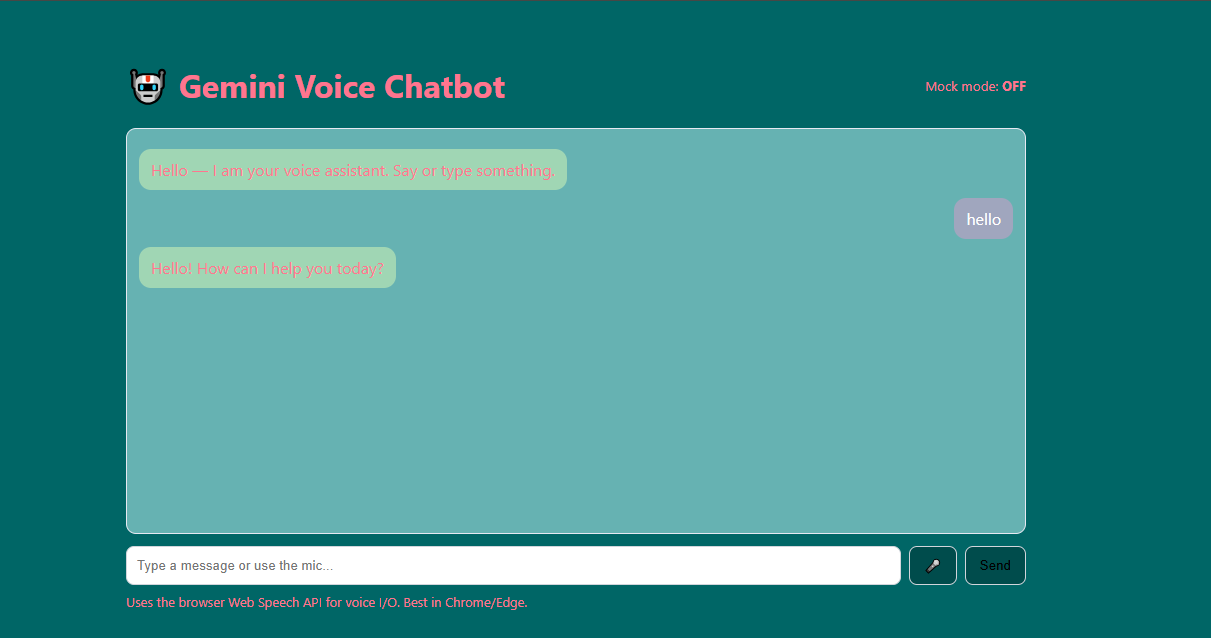 Gemini Voice Chatbot
Mock mode: OFF
Hello — I am your voice assistant. Say or type something.
hello
Hello! How can I help you today?
Type a message or use the mic...
Send
Uses the browser Web Speech API for voice I/O. Best in Chrome/Edge.